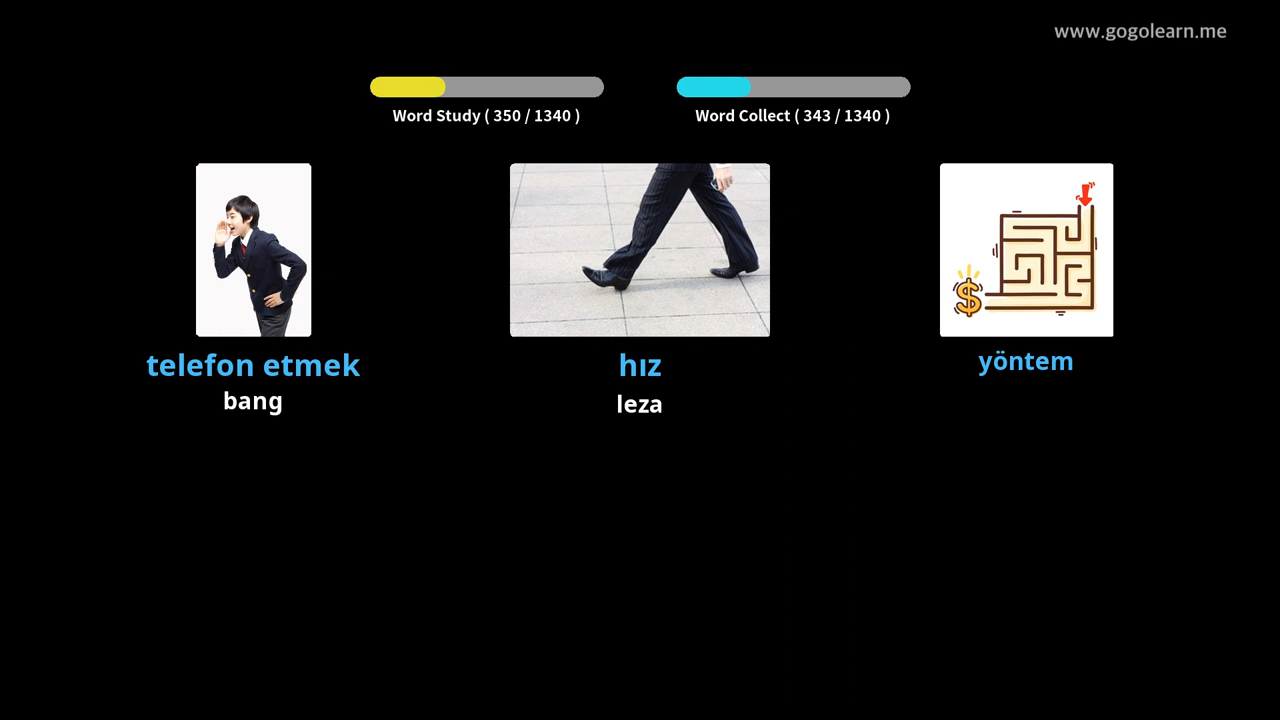 www.gogolearn.me
Word Study ( 350 / 1340 )
Word Collect ( 343 / 1340 )
telefon etmek
bang
hız
leza
yöntem